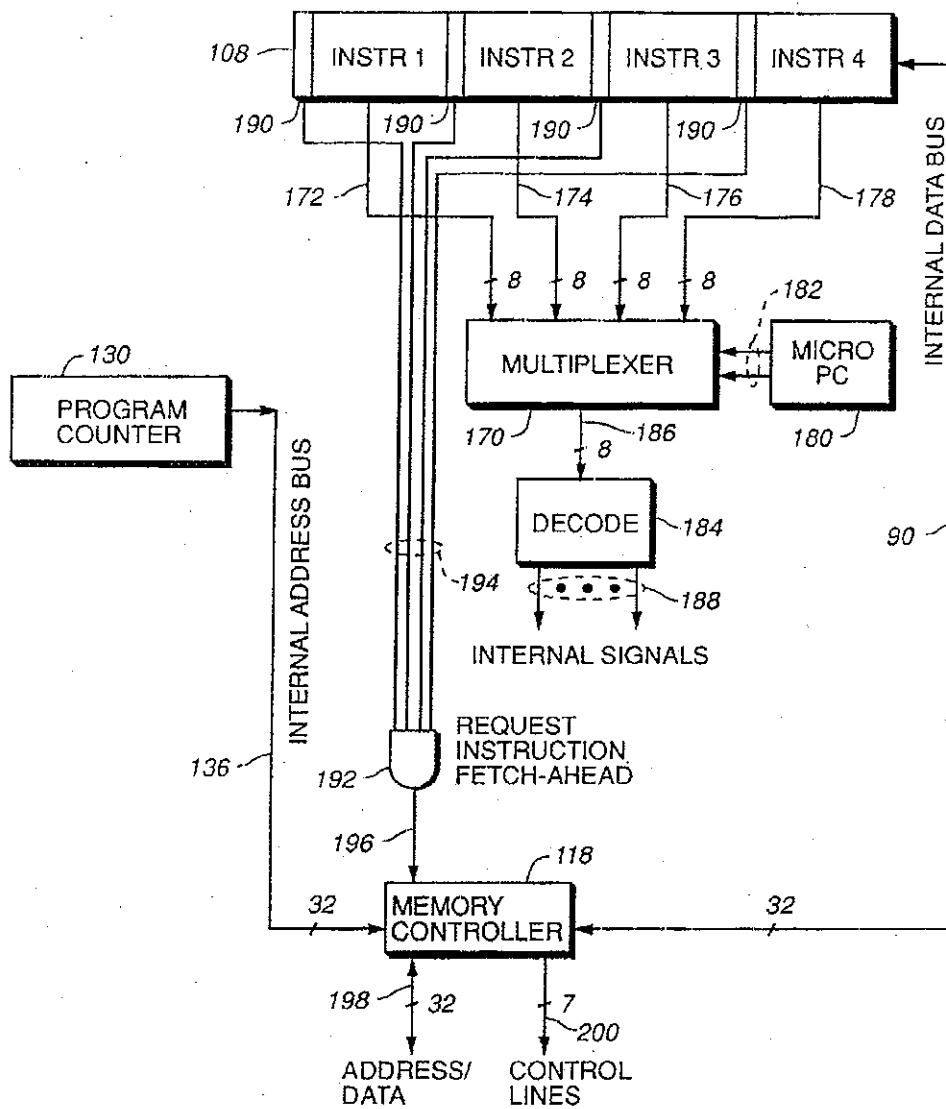 108
INSTR 1
INSTR 2
INSTR 3
INSTR 4
190
190
190
190
172
174
176
178
INTERNAL DATA BUS
8
8
8
8
182
130
PROGRAM
COUNTER
MULTIPLEXER
MICRO
PC
170
186
180
8
INTERNAL ADDRESS BUS
DECODE
184
90
194
188
INTERNAL SIGNALS
136
192
REQUEST
INSTRUCTION
FETCH-AHEAD
196
118
32
MEMORY
CONTROLLER
32
198
32
7
200
ADDRESS/
DATA
CONTROL
LINES